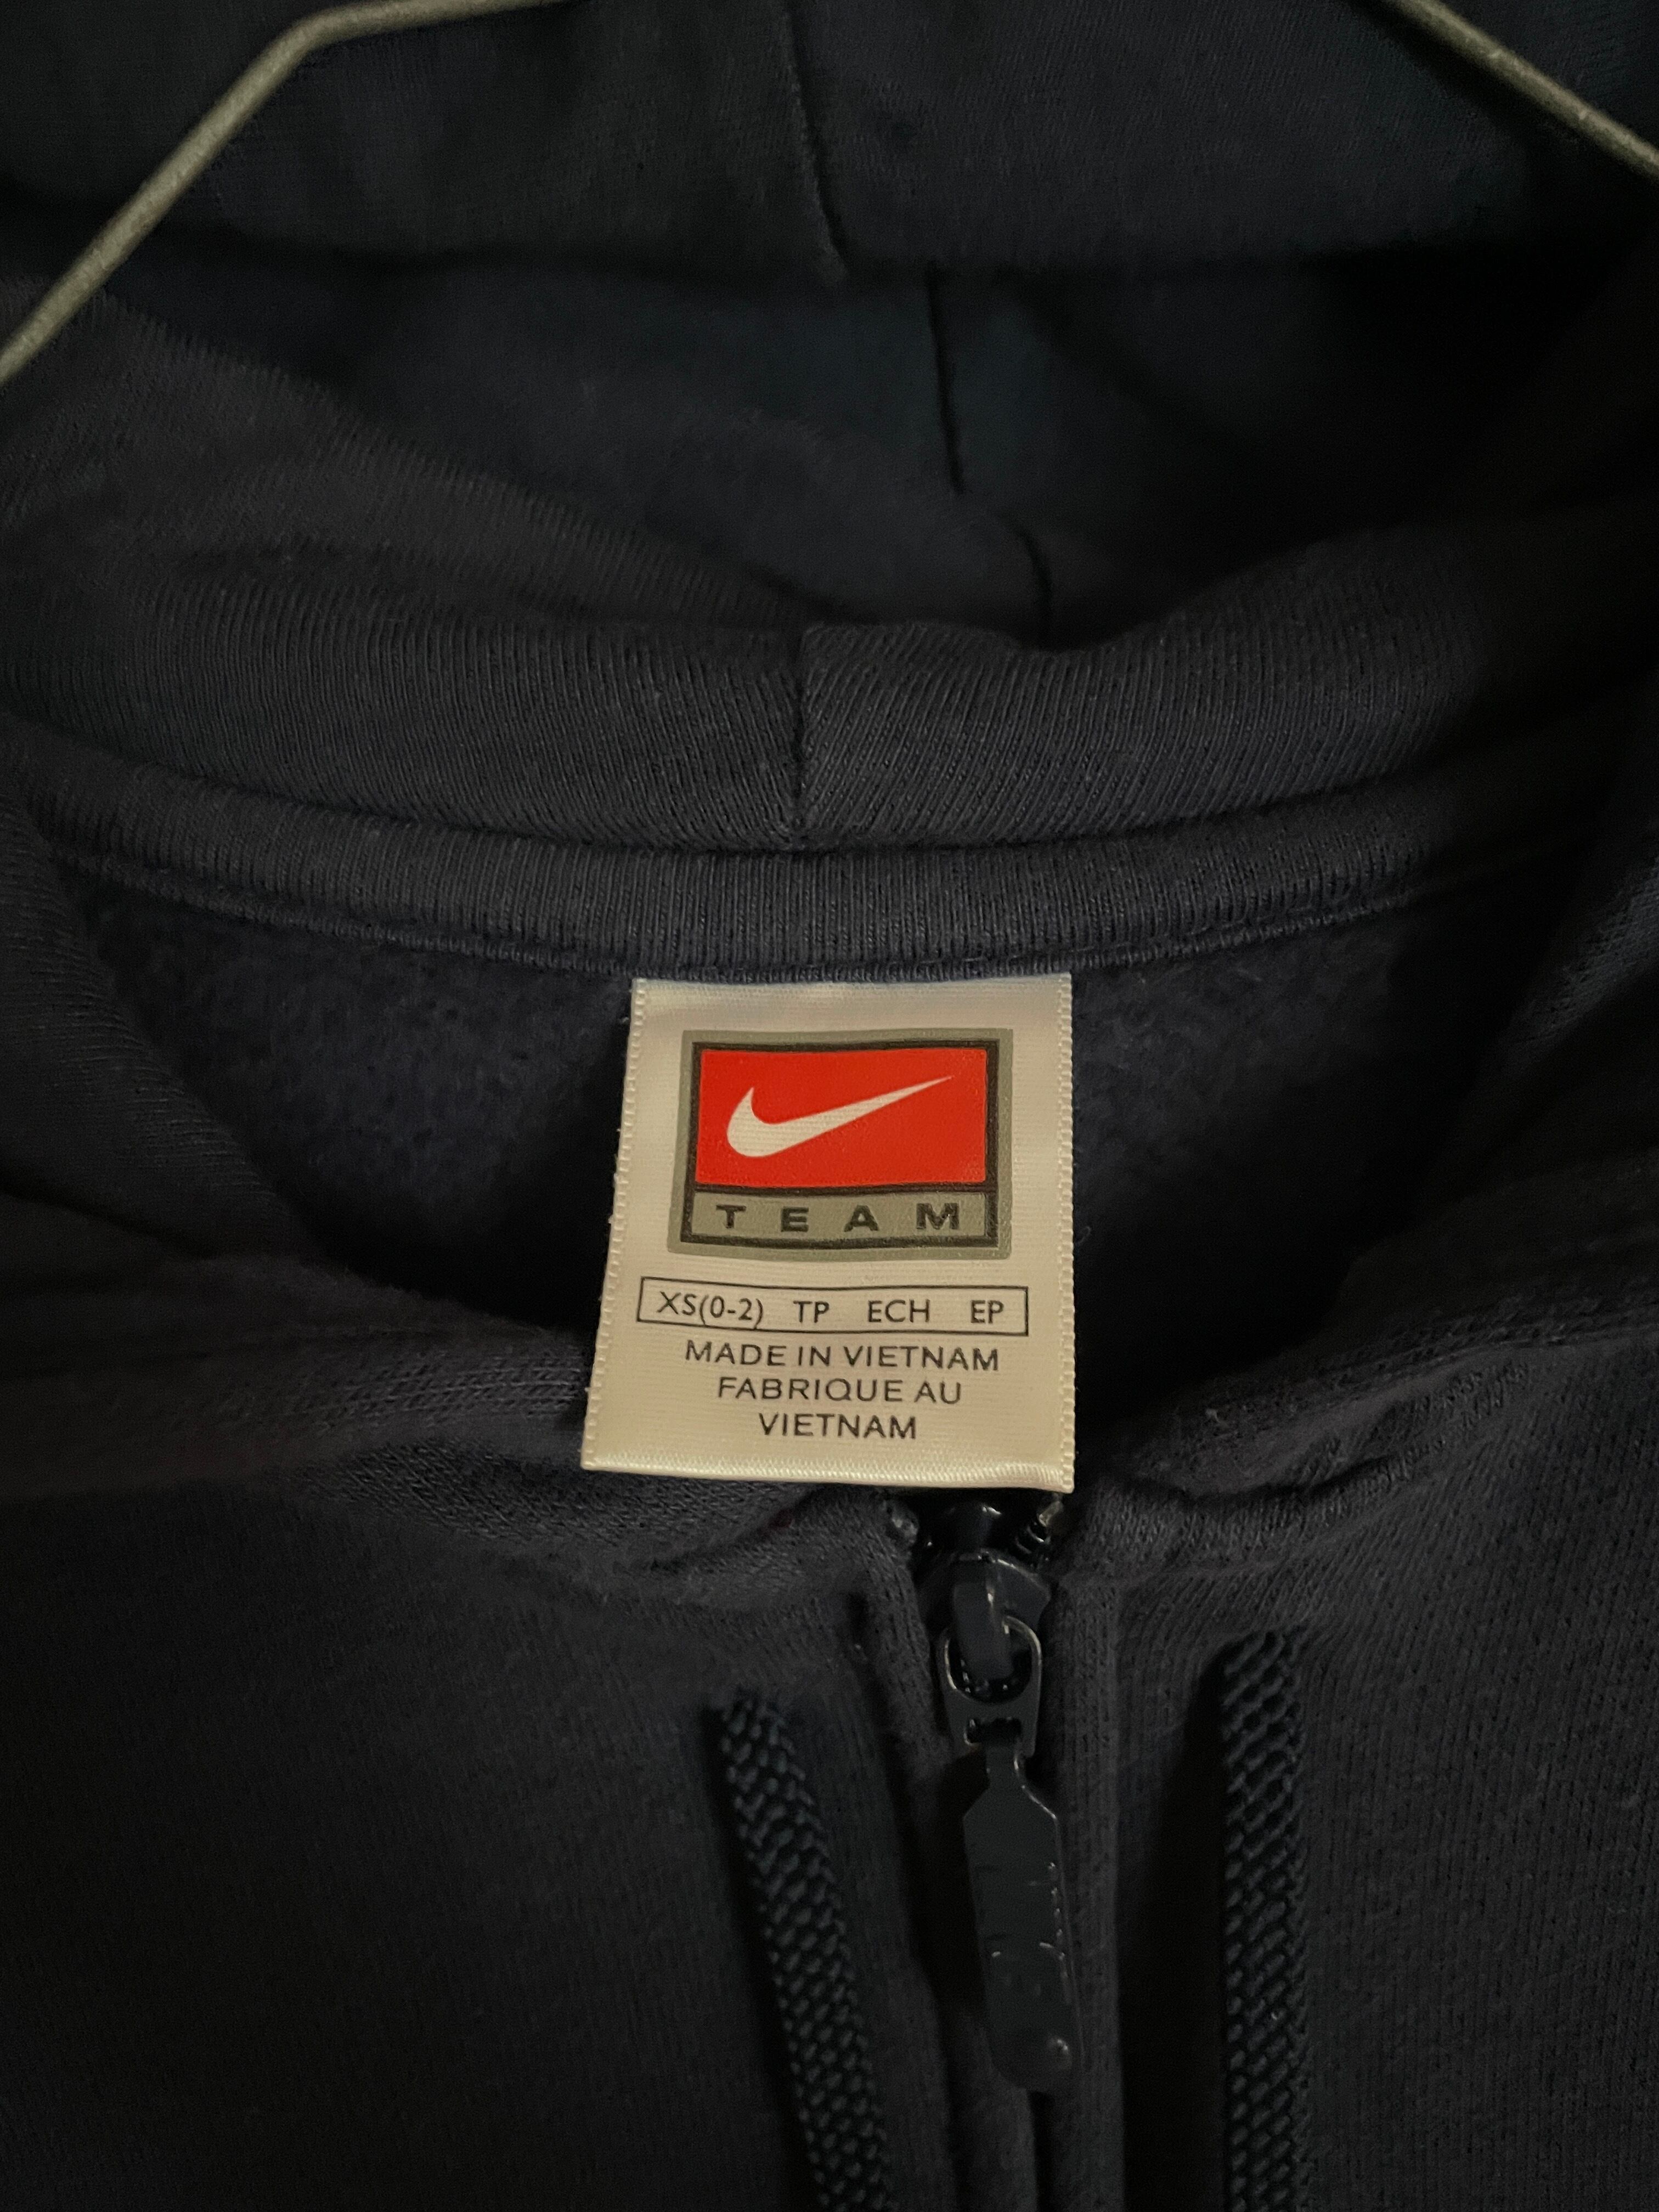 TEAM
XS(0-2) TP ECH EP
MADE IN VIETNAM
FABRIQUE AU
VIETNAM